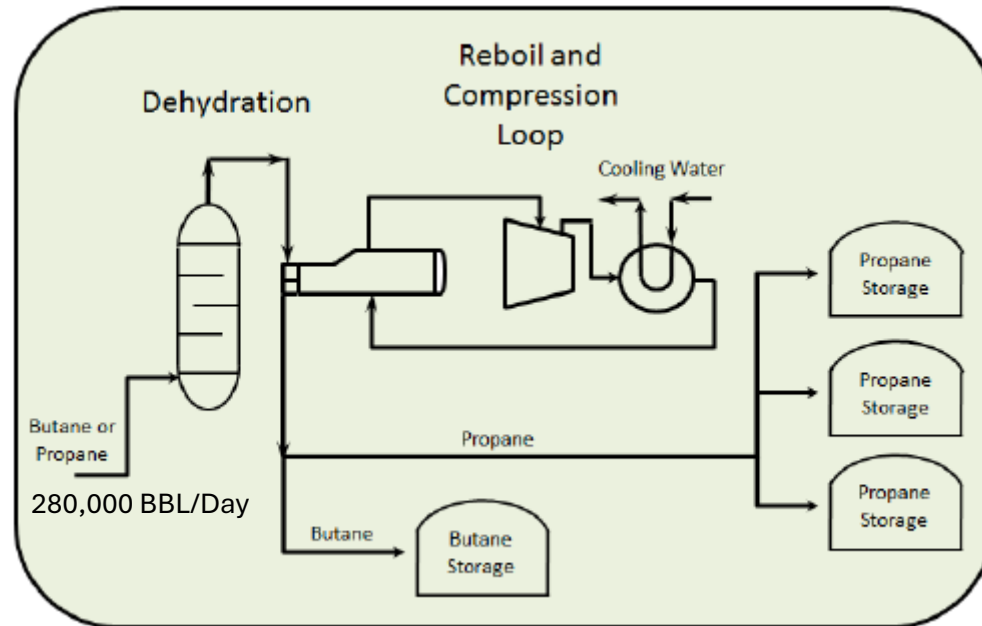 Reboil and
Compression
Loop
Dehydration
Cooling Water
Propane
Storage
Propane
Storage
Propane
Storage
Butane or
Propane
280,000 BBL/Day
Propane
Butane
Butane
Storage